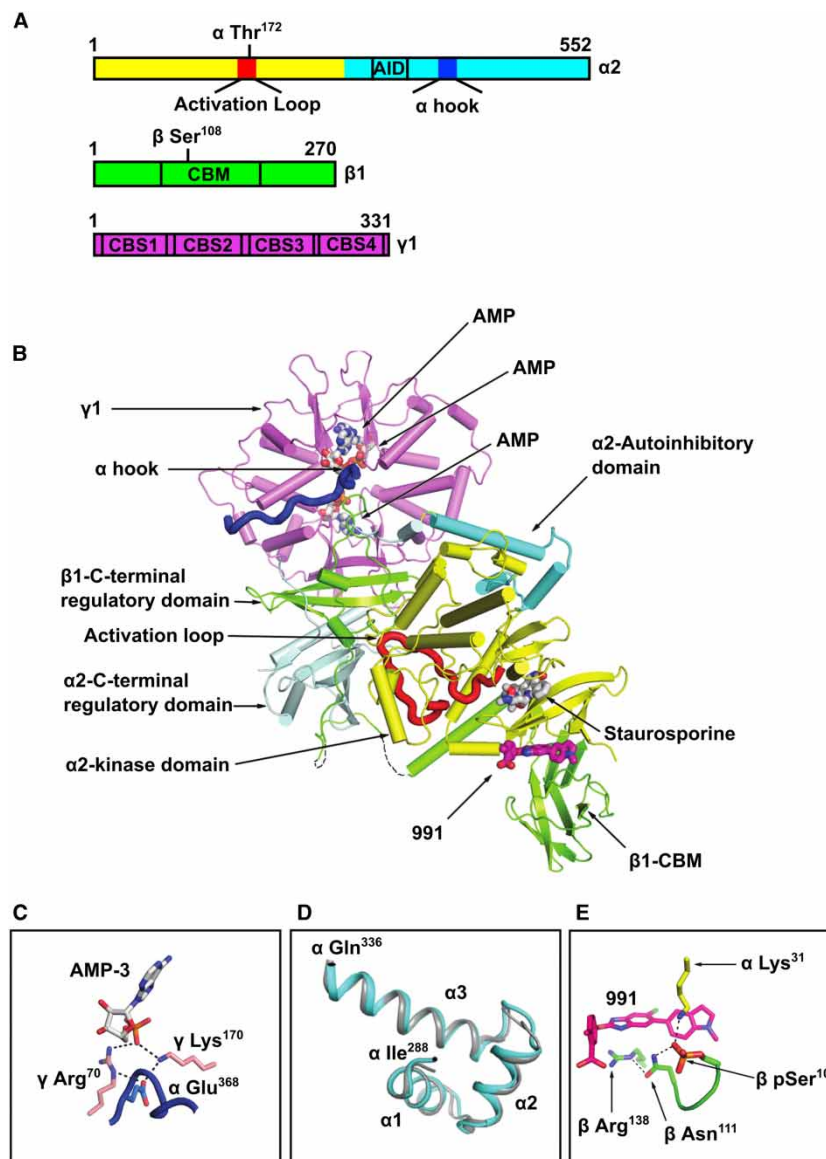 A
α Thr172
1 552
AID α2
Activation Loop α hook
β Ser108
1 270
CBM β1
1 331
CBS1 CBS2 CBS3 CBS4 γ1
B
AMP
AMP
γ1
AMP
α2-Autoinhibitory
domain
α hook
β1-C-terminal
regulatory domain
Activation loop
α2-C-terminal
regulatory domain
Staurosporine
α2-kinase domain
991
β1-CBM
C
AMP-3
γ Lys170
γ Arg70
α Glu368
D
α Gln336
α3
α Ile288
α1
α2
E
α Lys31
991
β pSer10
β Arg138
β Asn111